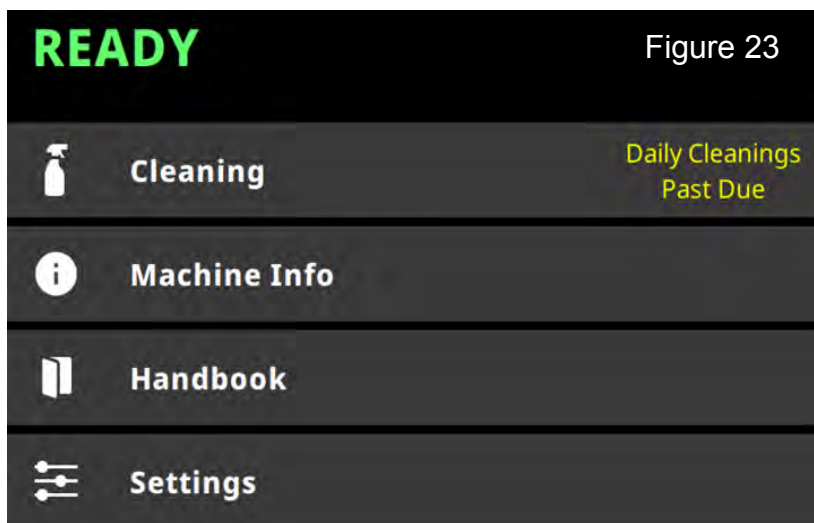 READY
Figure 23
Cleaning
Daily Cleanings
Past Due
Machine Info
Handbook
Settings